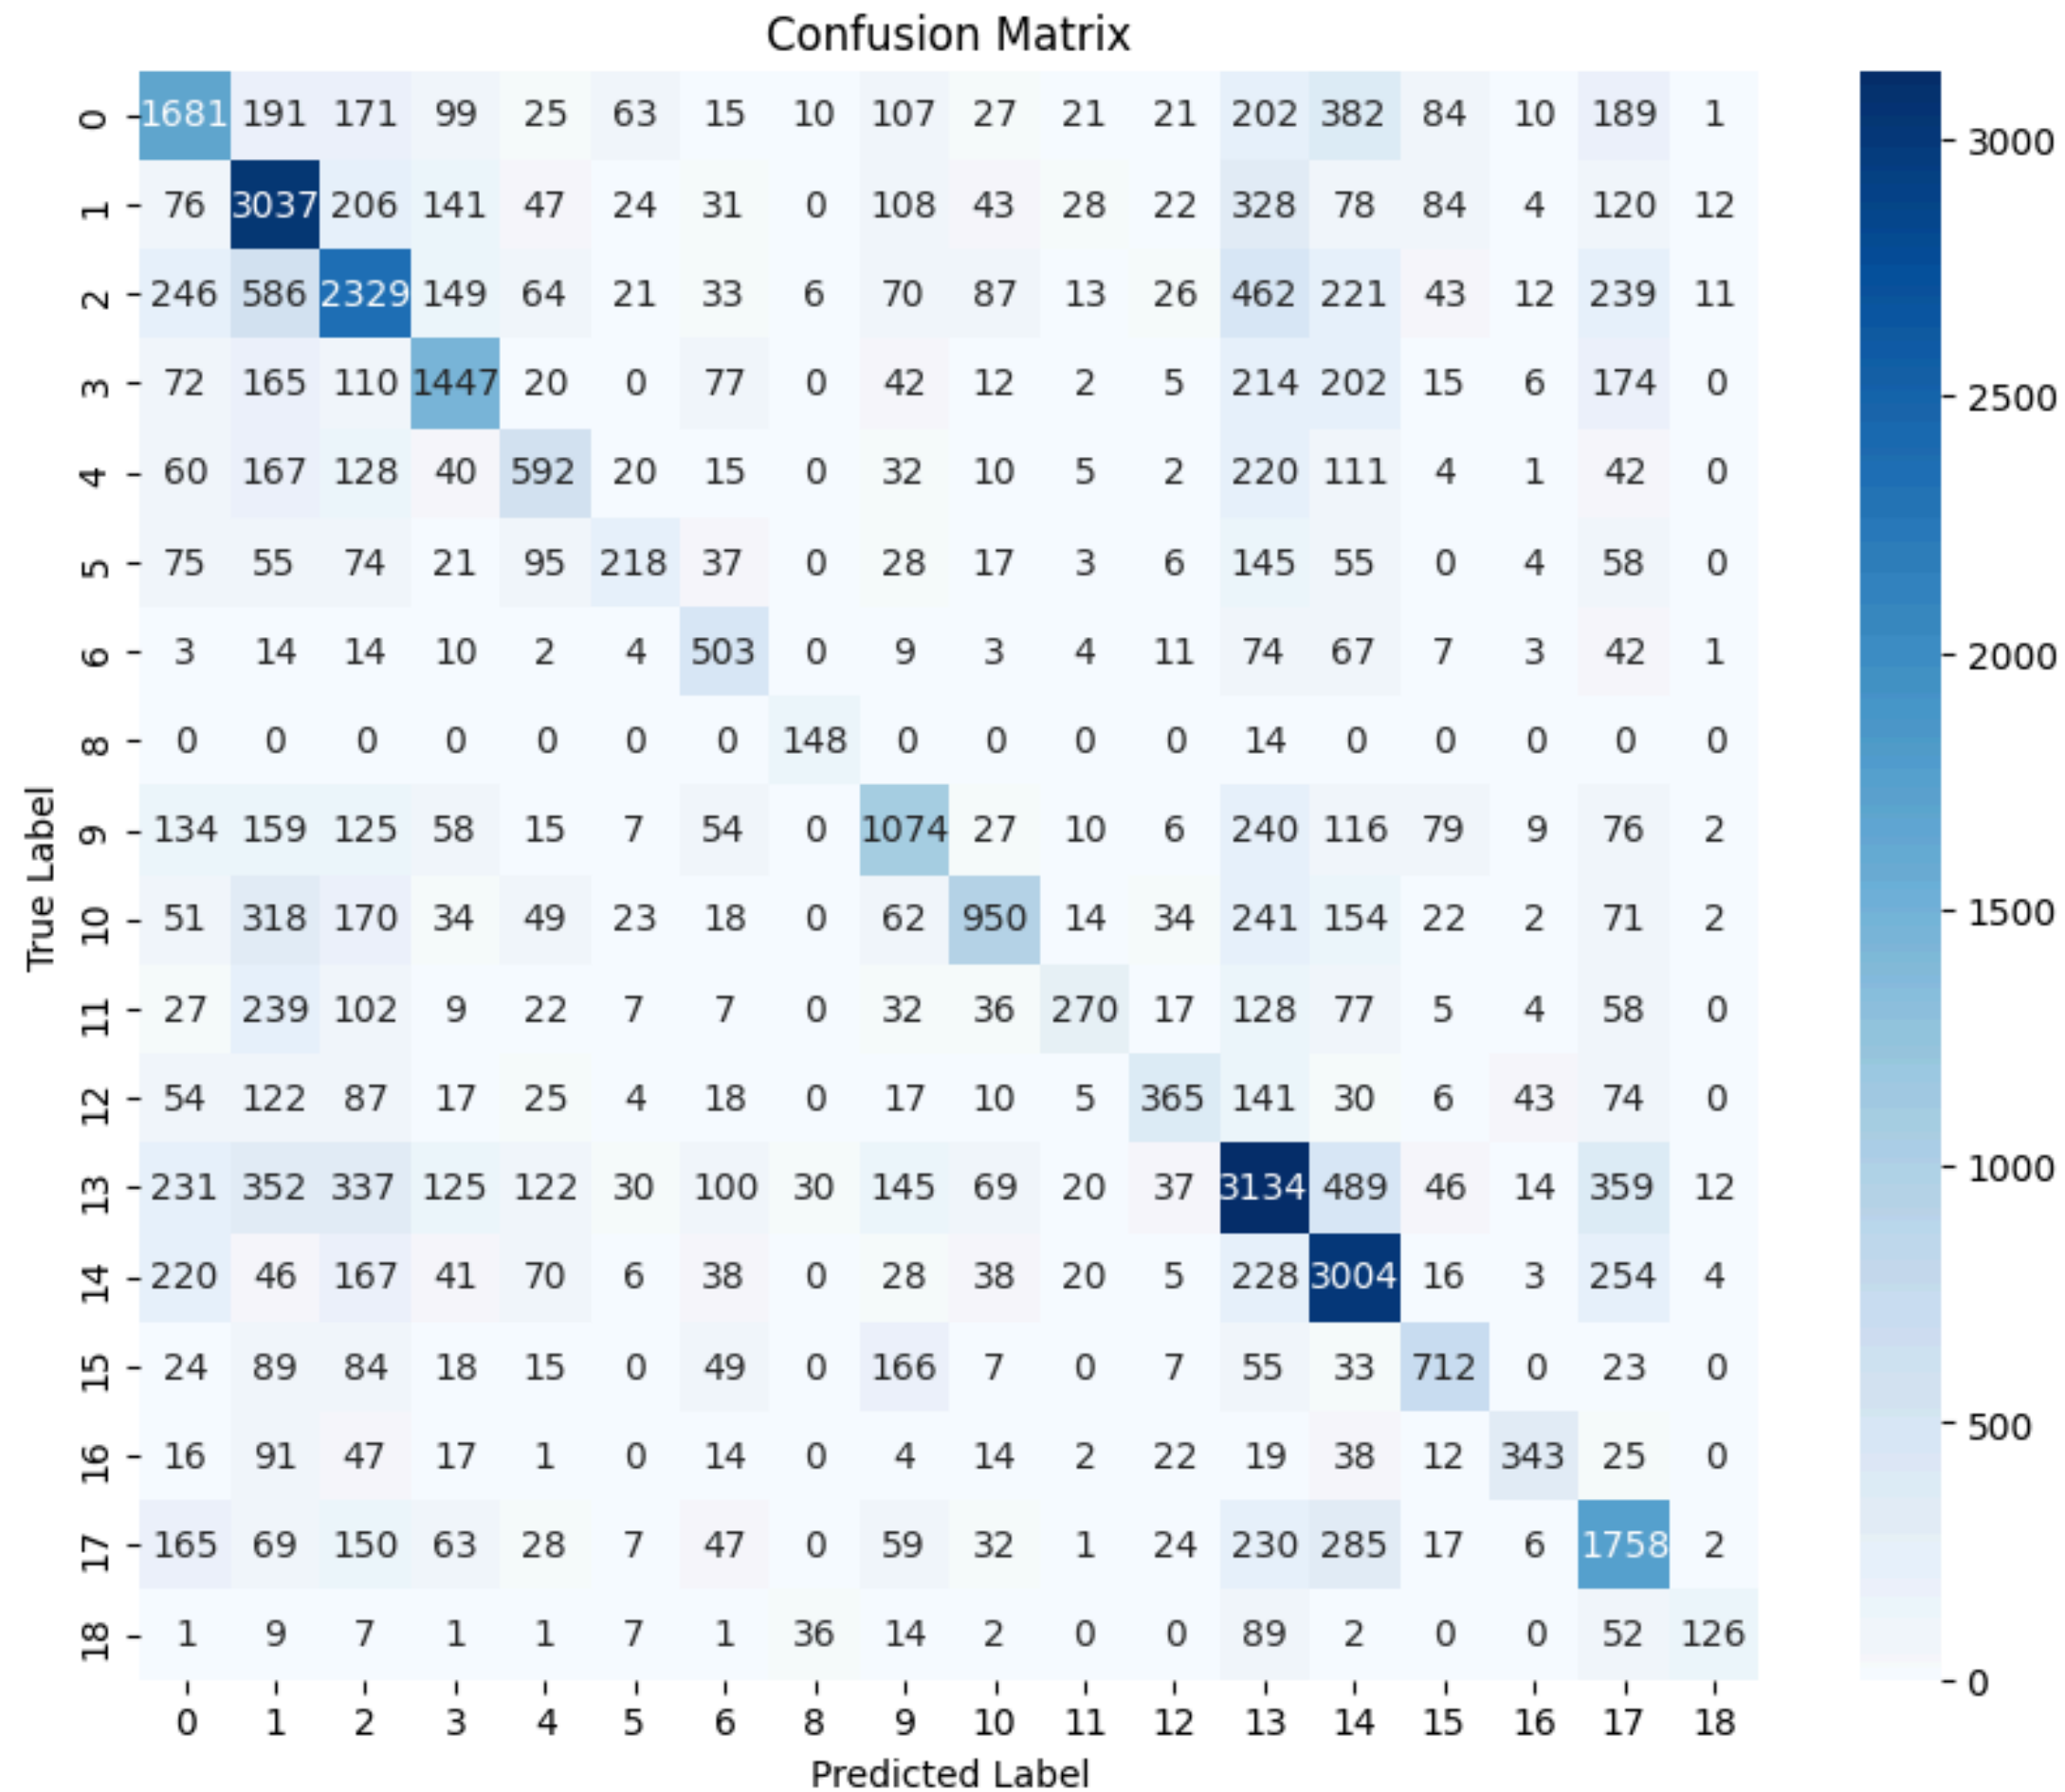 Confusion Matrix
0 1681 191 171 99 25 63 15 10 107 27 21 21 202 382 84 10 189 1
1 76 3037 206 141 47 24 31 0 108 43 28 22 328 78 84 4 120 12
2 246 586 2329 149 64 21 33 6 70 87 13 26 462 221 43 12 239 11
3 72 165 110 1447 20 0 77 0 42 12 2 5 214 202 15 6 174 0
4 60 167 128 40 592 20 15 0 32 10 5 2 220 111 4 1 42 0
5 75 55 74 21 95 218 37 0 28 17 3 6 145 55 0 4 58 0
6 3 14 14 10 2 4 503 0 9 3 4 11 74 67 7 3 42 1
8 0 0 0 0 0 0 0 148 0 0 0 0 14 0 0 0 0 0
9 134 159 125 58 15 7 54 0 1074 27 10 6 240 116 79 9 76 2
10 51 318 170 34 49 23 18 0 62 950 14 34 241 154 22 2 71 2
11 27 239 102 9 22 7 7 0 32 36 270 17 128 77 5 4 58 0
12 54 122 87 17 25 4 18 0 17 10 5 365 141 30 6 43 74 0
13 231 352 337 125 122 30 100 30 145 69 20 37 3134 489 46 14 359 12
14 220 46 167 41 70 6 38 0 28 38 20 5 228 3004 16 3 254 4
15 24 89 84 18 15 0 49 0 166 7 0 7 55 33 712 0 23 0
16 16 91 47 17 1 0 14 0 4 14 2 22 19 38 12 343 25 0
17 165 69 150 63 28 7 47 0 59 32 1 24 230 285 17 6 1758 2
18 1 9 7 1 1 7 1 36 14 2 0 0 89 2 0 0 52 126
0 1 2 3 4 5 6 8 9 10 11 12 13 14 15 16 17 18
Predicted Label
True Label
3000
2500
2000
1500
1000
500
0